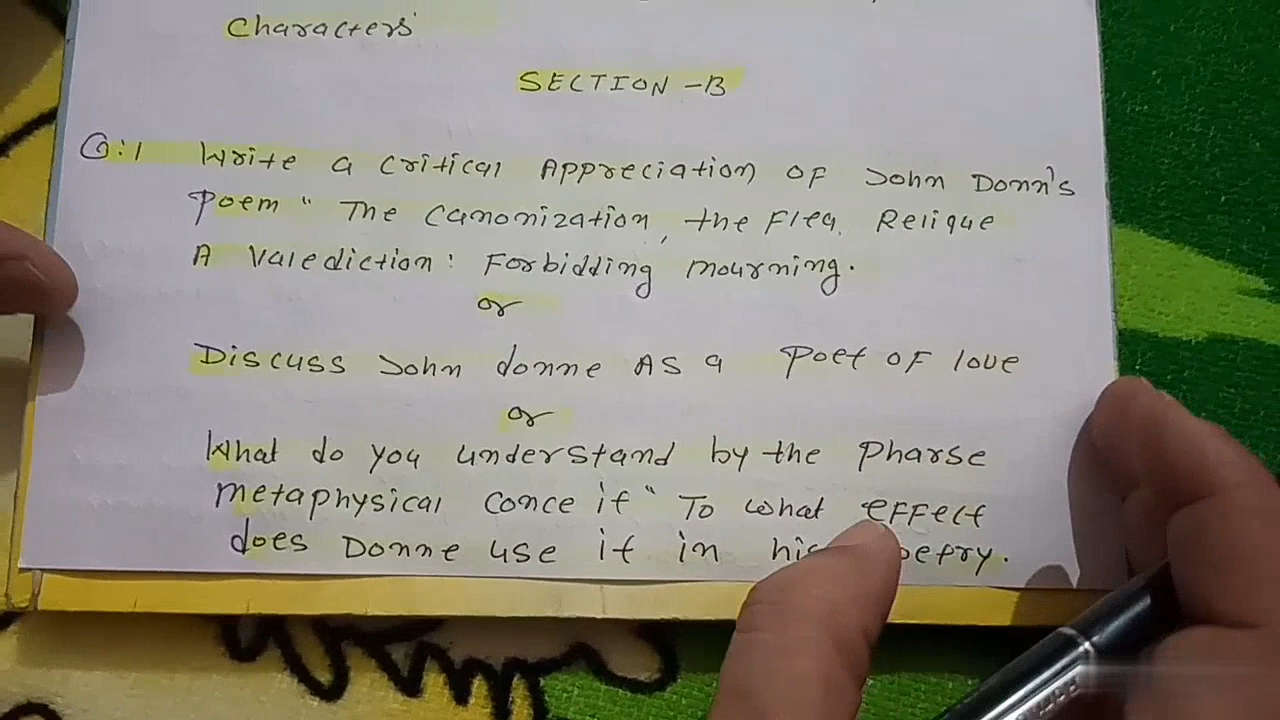 Characters
SECTION -B
Q:1 Write a critical Appreciation OF John Donn's
Poem " The Canonization, the Flea, Relique
A Valediction: Forbidding mourning.
or
Discuss John donne As a Poet OF love
or
What do you understand by the Pharse
metaphysical conce it" To what effect
does Donne use it in